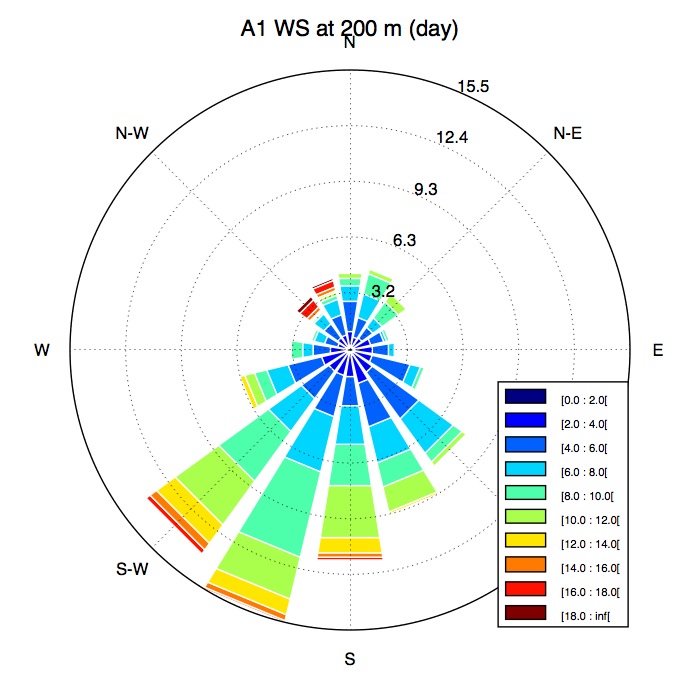 A1 WS at 200 m (day)
N
15.5
N-W
12.4
N-E
9.3
6.3
3.2
W
E
[0.0 : 2.0[
[2.0 : 4.0[
[4.0 : 6.0[
[6.0 : 8.0[
[8.0 : 10.0[
[10.0 : 12.0[
[12.0 : 14.0[
[14.0 : 16.0[
[16.0 : 18.0[
[18.0 : inf[
S-W
S